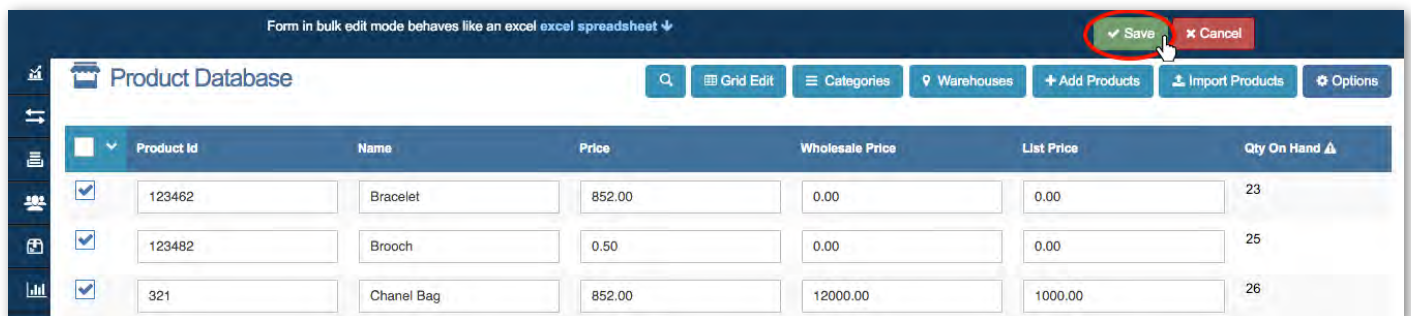 Form in bulk edit mode behaves like an excel excel spreadsheet
Save
Cancel
Product Database
Grid Edit
Categories
Warehouses
Add Products
Import Products
Options
Product Id Name Price Wholesale Price List Price Qty On Hand
123462 Bracelet 852.00 0.00 0.00 23
123482 Brooch 0.50 0.00 0.00 25
321 Chanel Bag 852.00 12000.00 1000.00 26